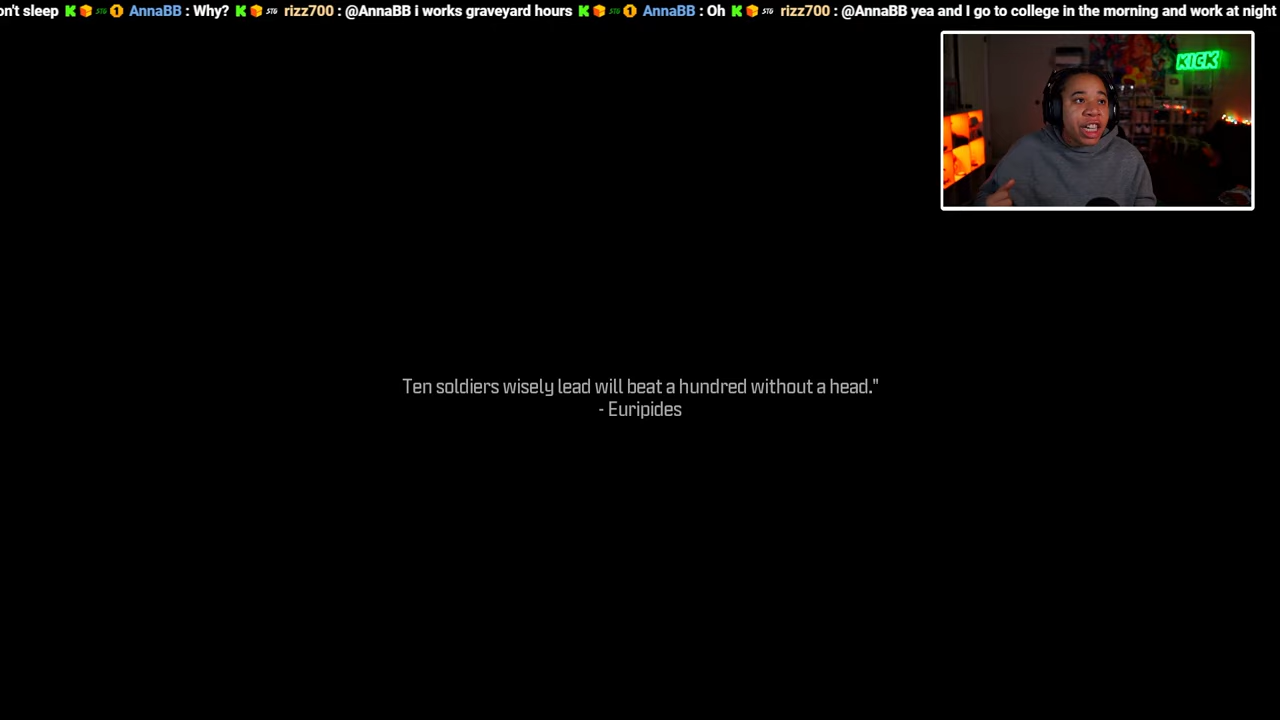 on't sleep AnnaBB : Why? rizz700 : @AnnaBB i works graveyard hours AnnaBB : Oh rizz700 : @AnnaBB yea and I go to college in the morning and work at night
KICK
Ten soldiers wisely lead will beat a hundred without a head."
- Euripides